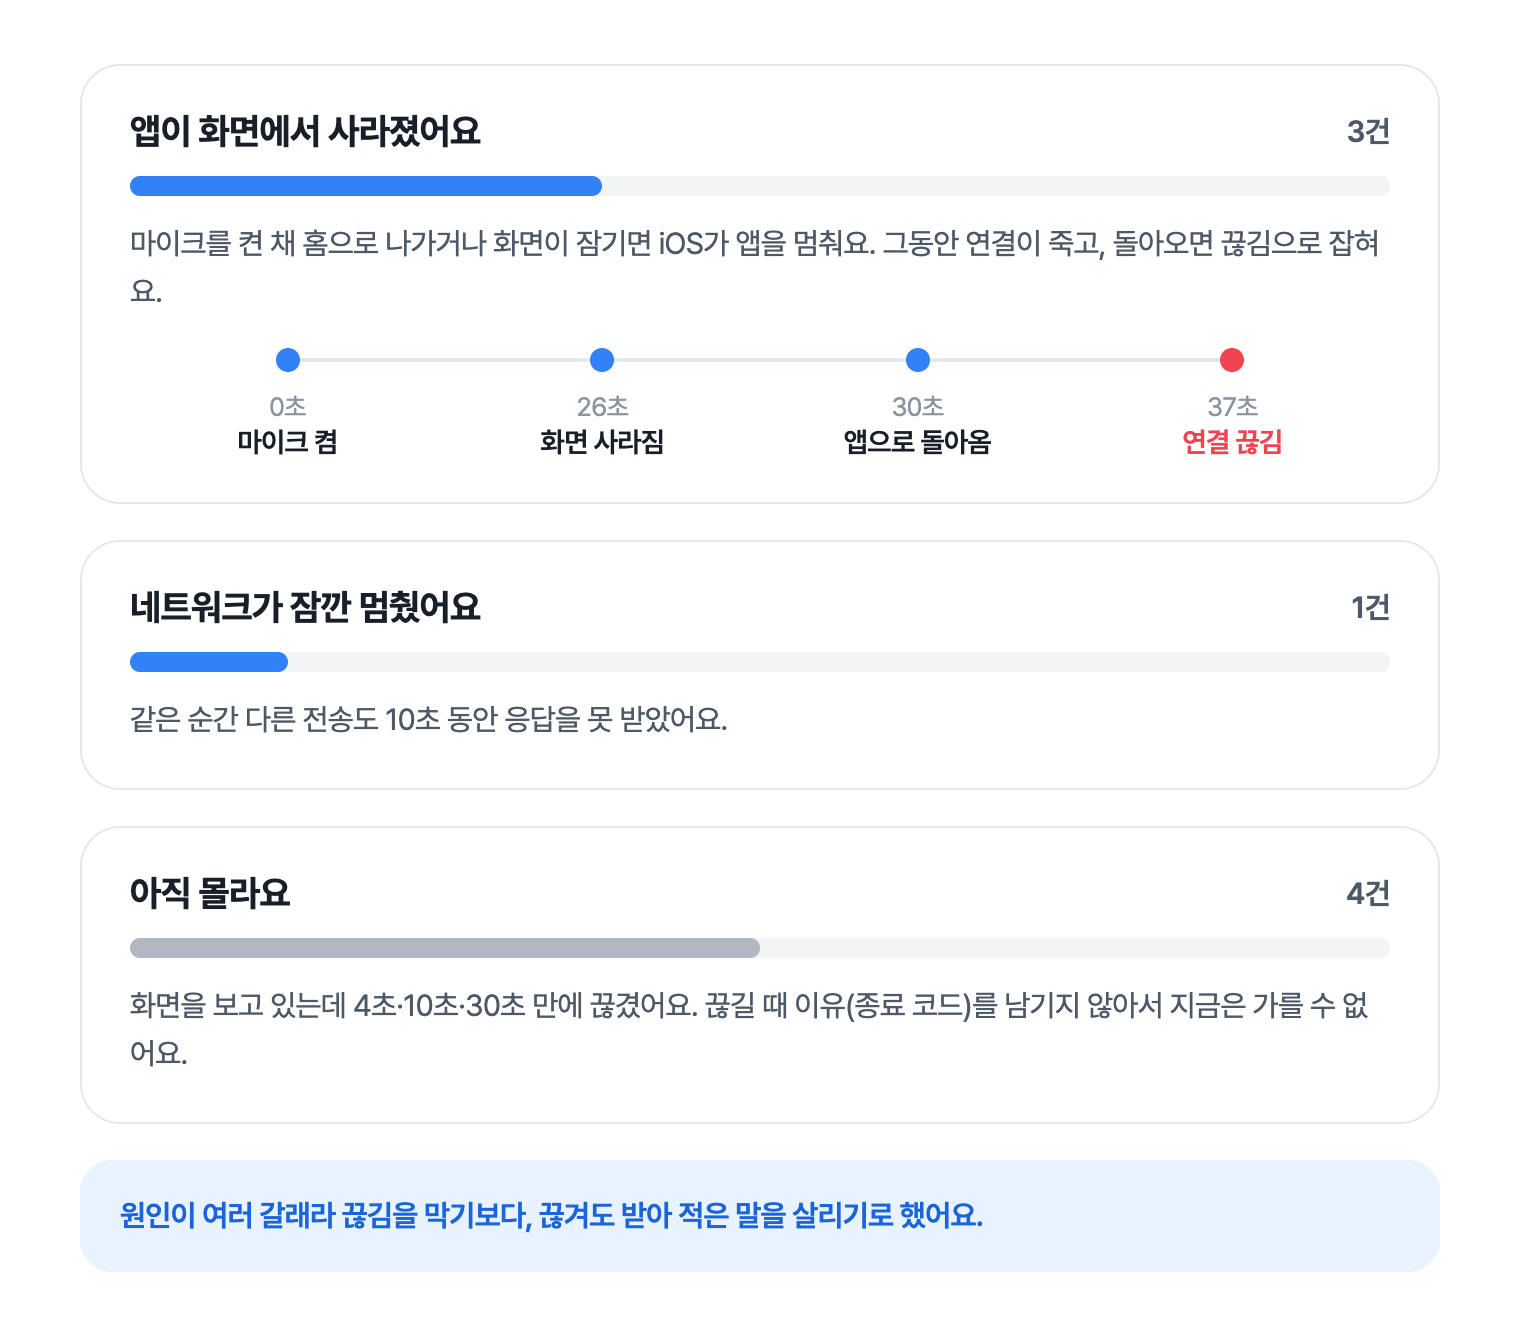 앱이 화면에서 사라졌어요
3건
마이크를 켠 채 홈으로 나가거나 화면이 잠기면 iOS가 앱을 멈춰요. 그동안 연결이 죽고, 돌아오면 끊김으로 잡혀
요.
0초
26초
30초
37초
마이크 켬
화면 사라짐
앱으로 돌아옴
연결 끊김
네트워크가 잠깐 멈췄어요
1건
같은 순간 다른 전송도 10초 동안 응답을 못 받았어요.
아직 몰라요
4건
화면을 보고 있는데 4초·10초·30초 만에 끊겼어요. 끊길 때 이유(종료 코드)를 남기지 않아서 지금은 가를 수 없
어요.
원인이 여러 갈래라 끊김을 막기보다, 끊겨도 받아 적은 말을 살리기로 했어요.